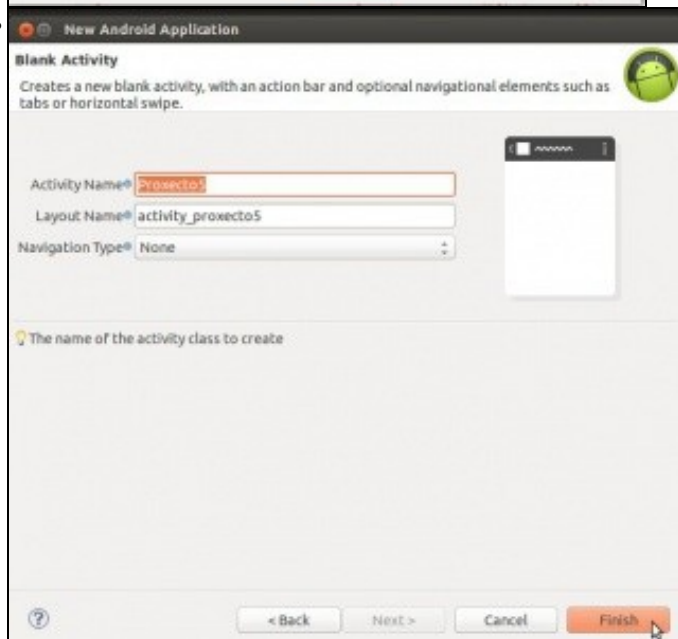 New Android Application
Blank Activity
Creates a new blank activity, with an action bar and optional navigational elements such as
tabs or horizontal swipe.
Activity Name Proxecto5
Layout Name activity_proxecto5
Navigation Type None
The name of the activity class to create
< Back Next > Cancel Finish